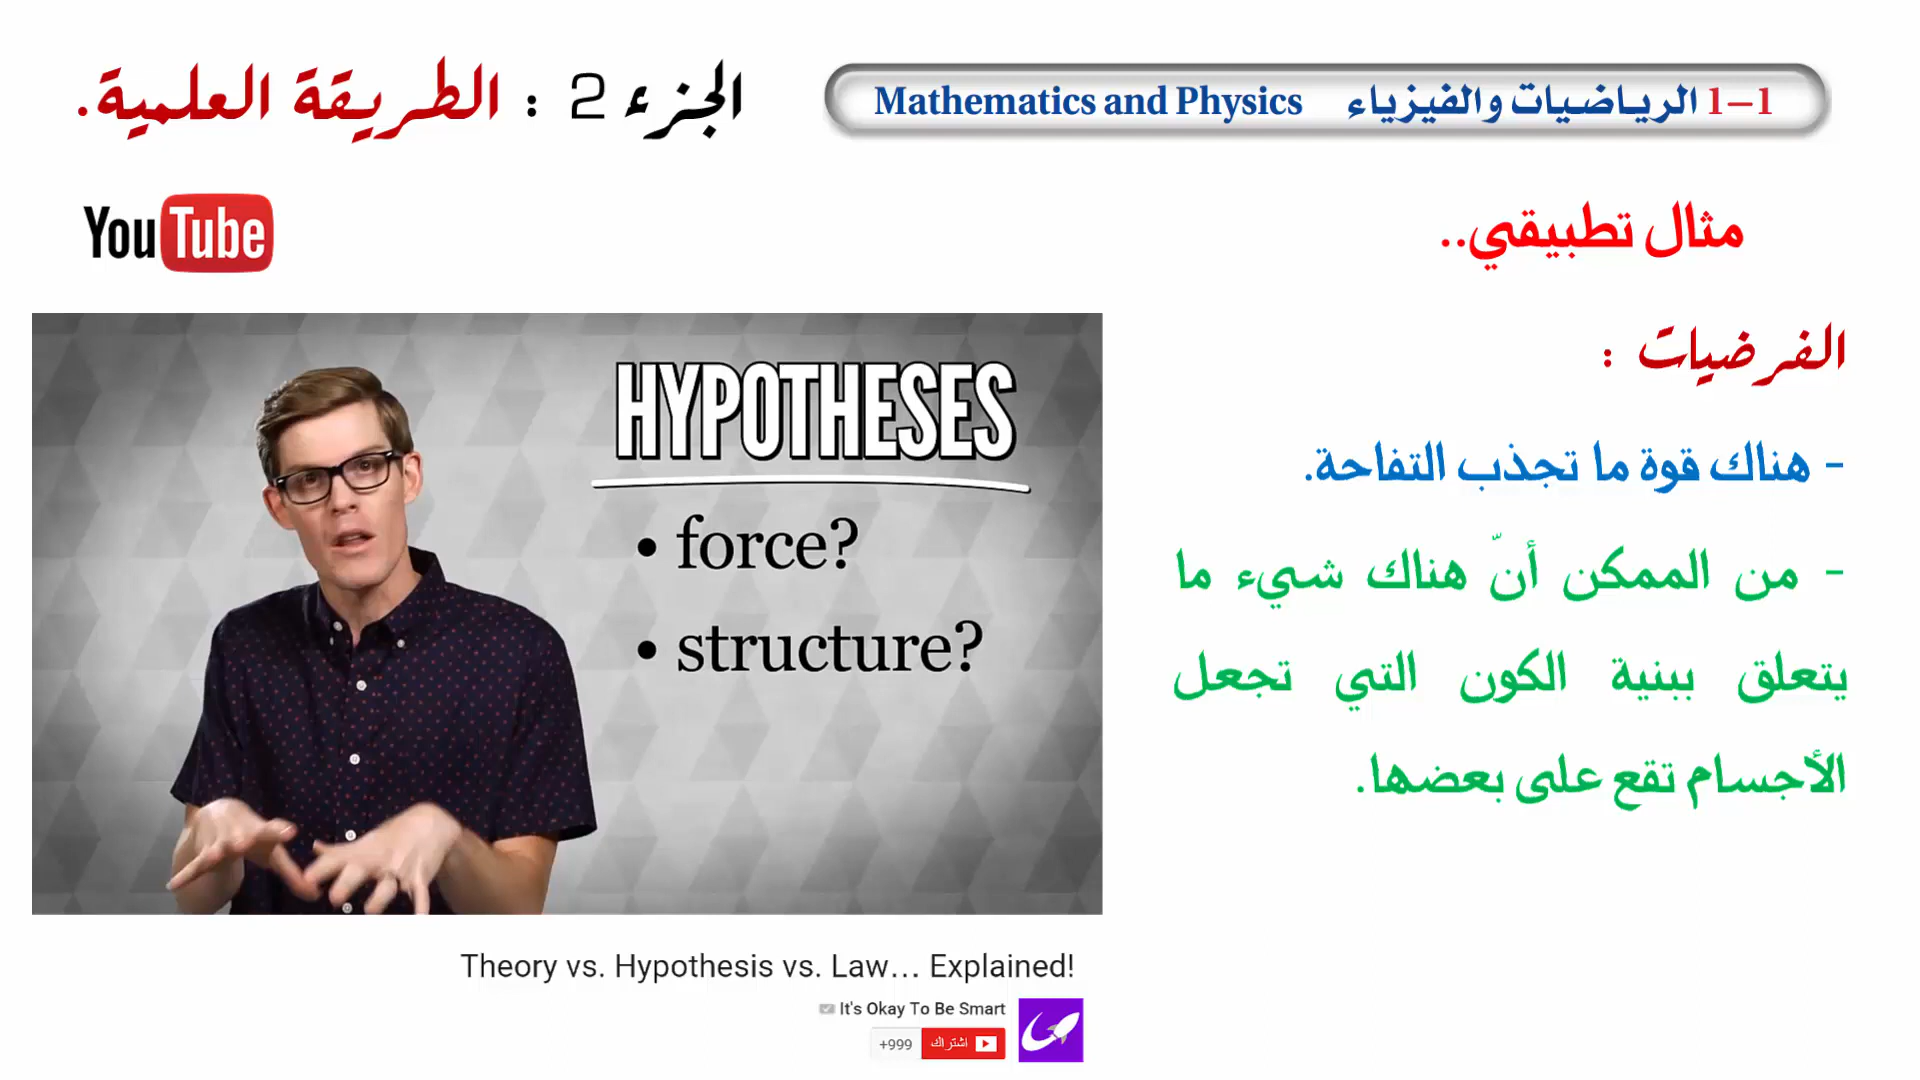 1–1 الرياضيات والفيزياء Mathematics and Physics
الجزء 2 : الطريقة العلمية.
YouTube
مثال تطبيقي..
الفرضيات :
- هناك قوة ما تجذب التفاحة.
- من الممكن أنّ هناك شيء ما
يتعلق ببنية الكون التي تجعل
الأجسام تقع على بعضها.
HYPOTHESES
• force?
• structure?
Theory vs. Hypothesis vs. Law… Explained!
It's Okay To Be Smart
اشتراك
+999